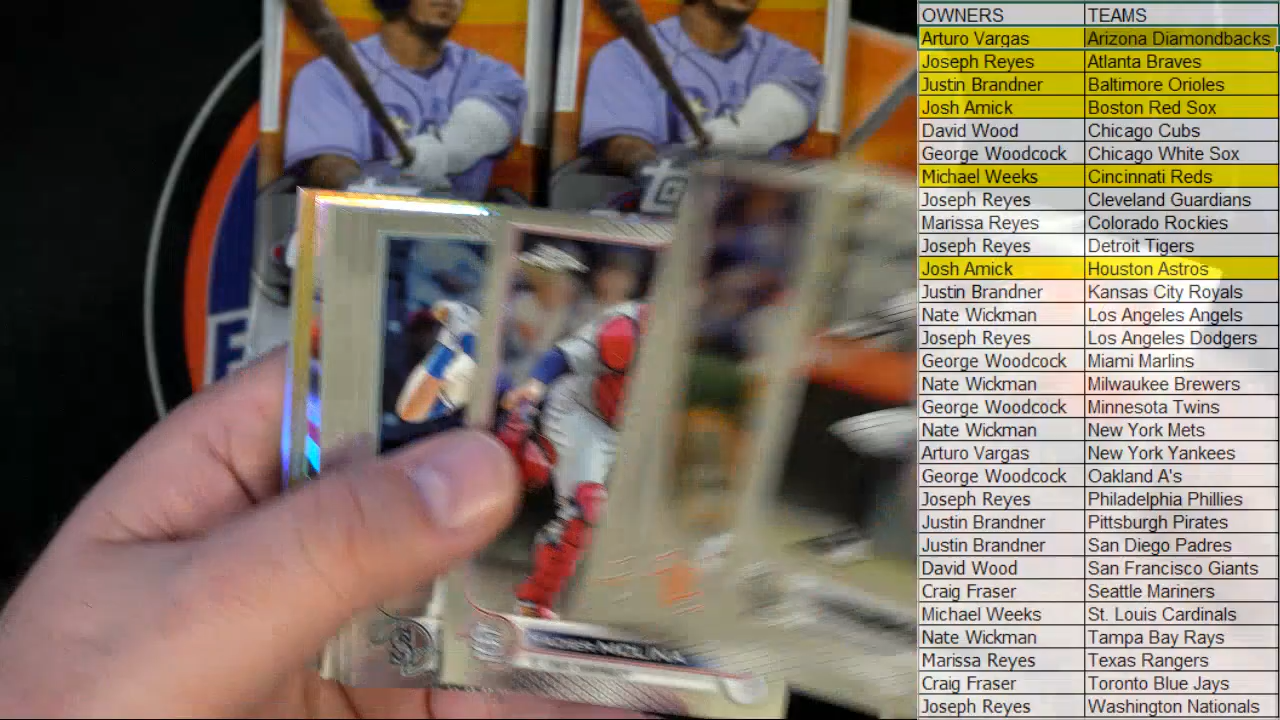 OWNERS TEAMS
Arturo Vargas Arizona Diamondbacks
Joseph Reyes Atlanta Braves
Justin Brandner Baltimore Orioles
Josh Amick Boston Red Sox
David Wood Chicago Cubs
George Woodcock Chicago White Sox
Michael Weeks Cincinnati Reds
Joseph Reyes Cleveland Guardians
Marissa Reyes Colorado Rockies
Joseph Reyes Detroit Tigers
Josh Amick Houston Astros
Justin Brandner Kansas City Royals
Nate Wickman Los Angeles Angels
Joseph Reyes Los Angeles Dodgers
George Woodcock Miami Marlins
Nate Wickman Milwaukee Brewers
George Woodcock Minnesota Twins
Nate Wickman New York Mets
Arturo Vargas New York Yankees
George Woodcock Oakland A's
Joseph Reyes Philadelphia Phillies
Justin Brandner Pittsburgh Pirates
Justin Brandner San Diego Padres
David Wood San Francisco Giants
Craig Fraser Seattle Mariners
Michael Weeks St. Louis Cardinals
Nate Wickman Tampa Bay Rays
Marissa Reyes Texas Rangers
Craig Fraser Toronto Blue Jays
Joseph Reyes Washington Nationals
MOLINA